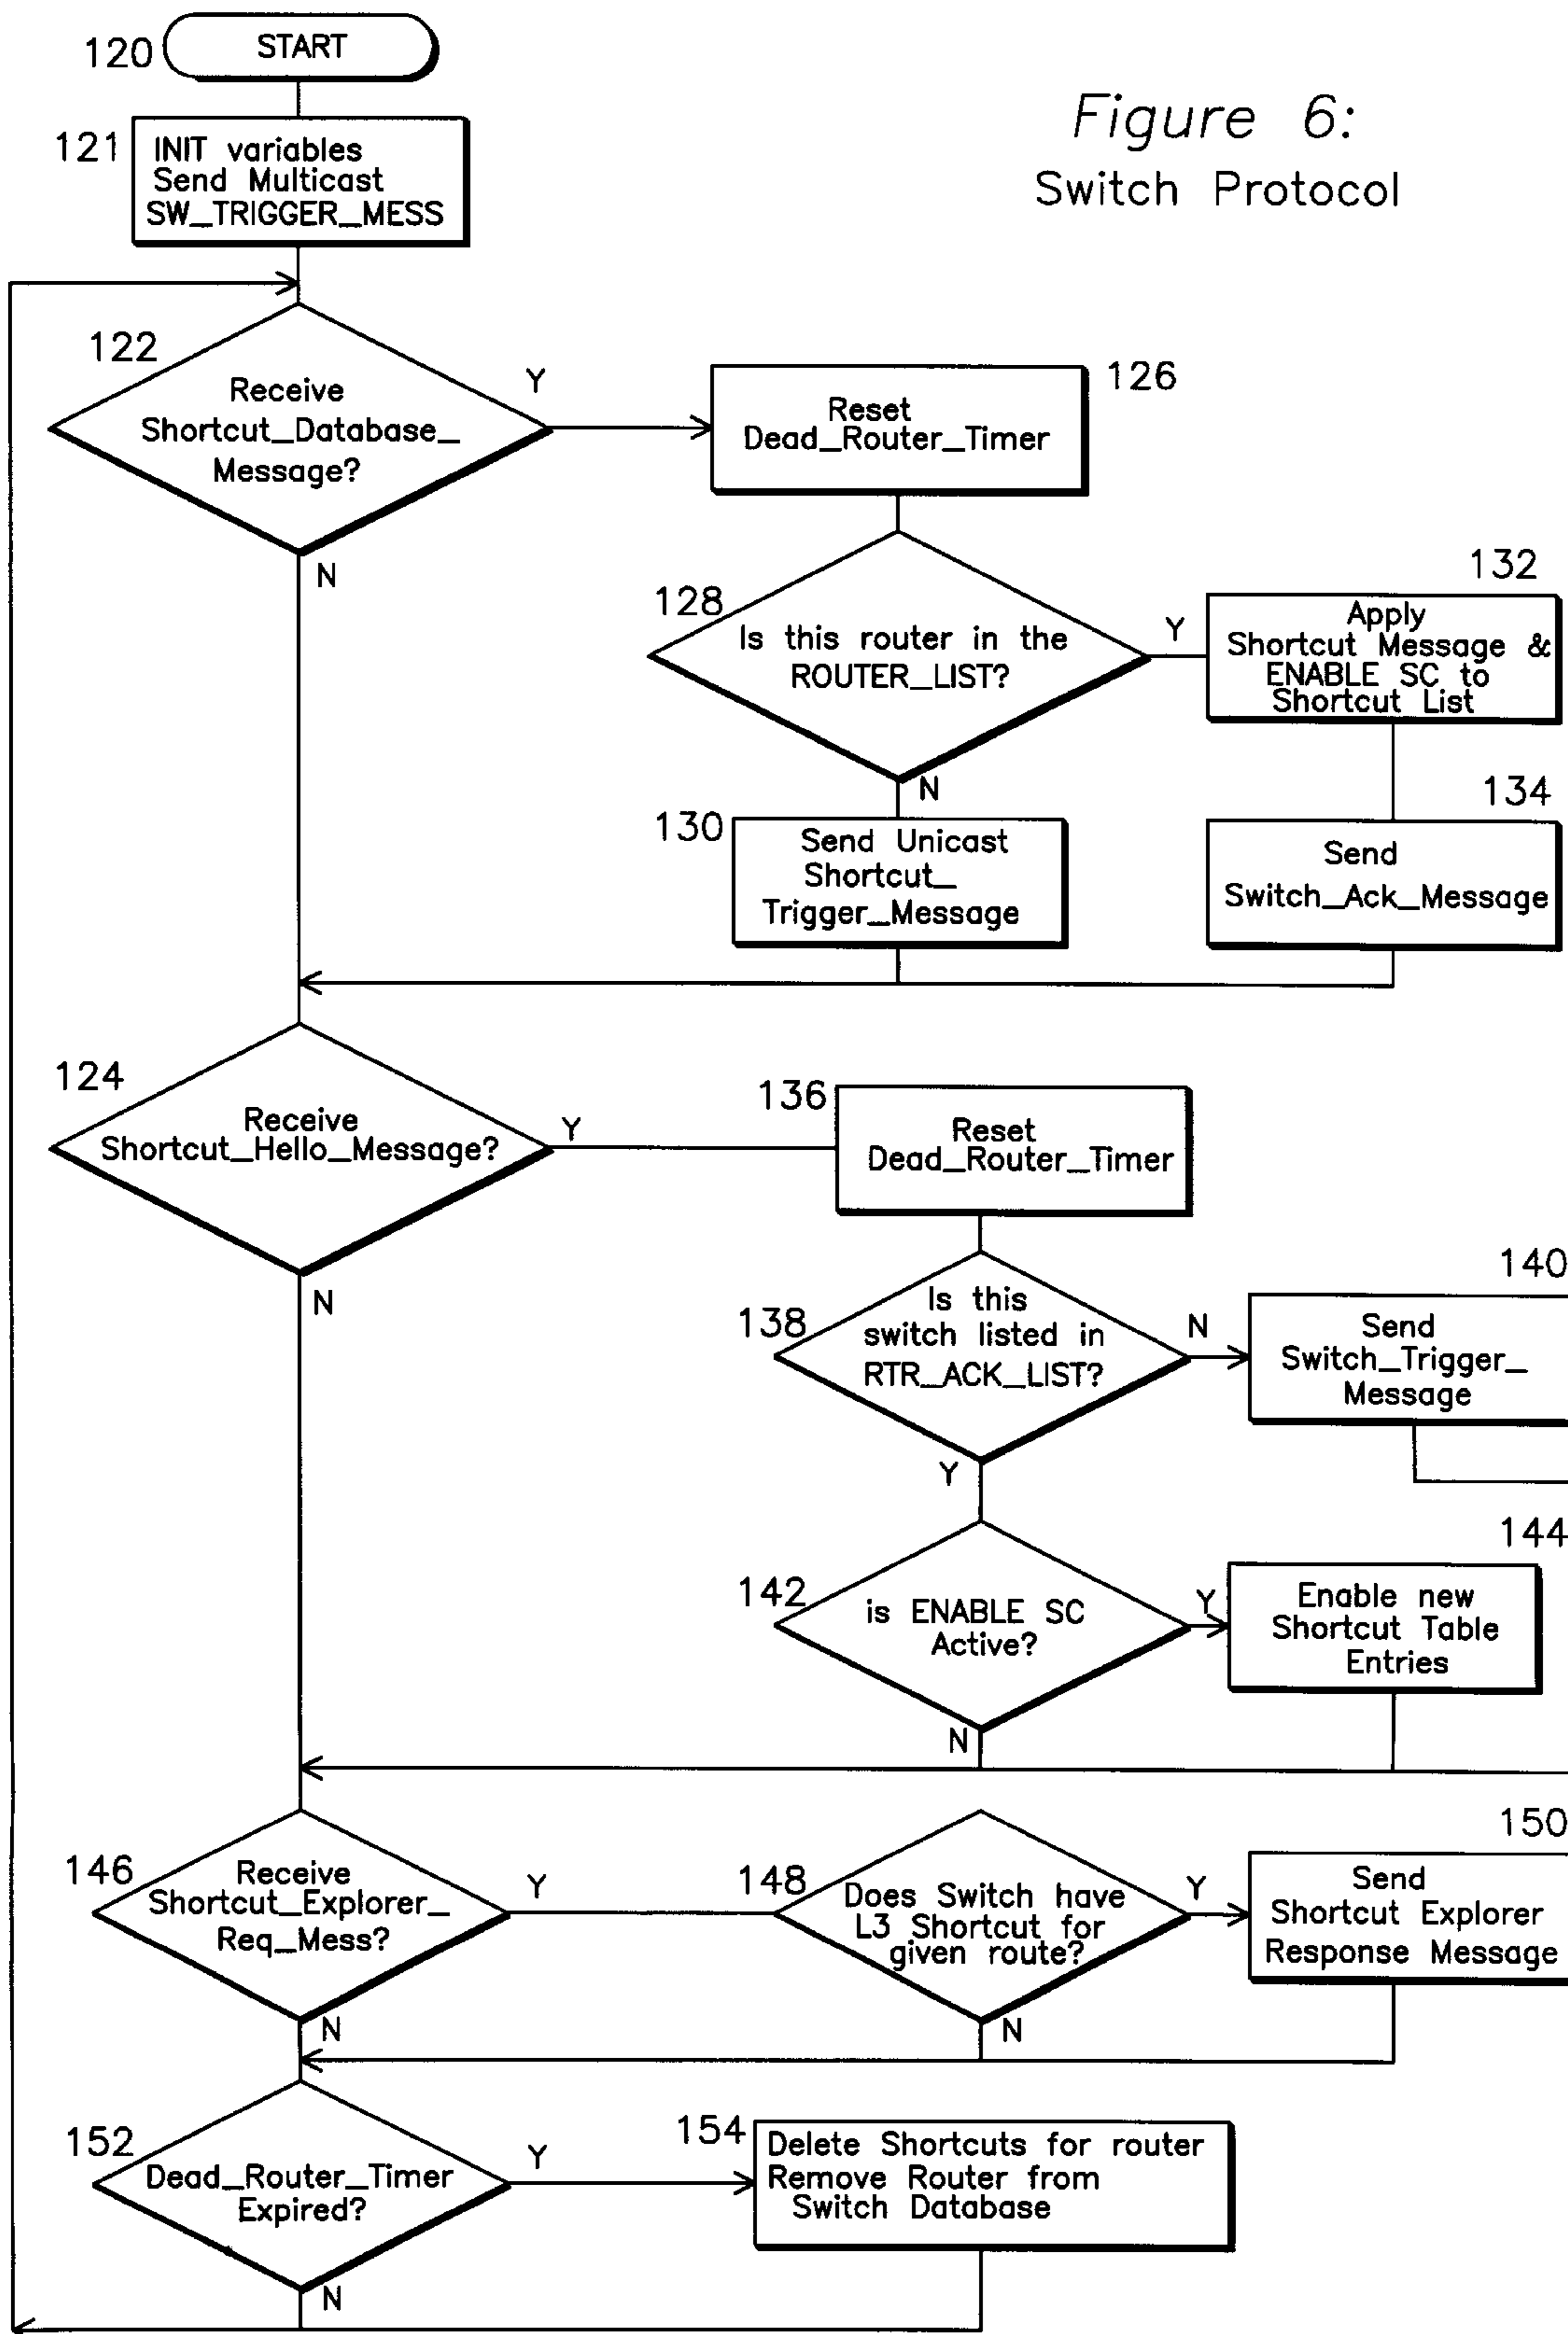 120
START
Figure 6:
Switch Protocol
121
INIT variables
Send Multicast
SW_TRIGGER_MESS
122
Receive
Shortcut_Database_
Message?
Y
N
126
Reset
Dead_Router_Timer
128
Is this router in the
ROUTER_LIST?
Y
N
132
Apply
Shortcut Message &
ENABLE SC to
Shortcut List
130
Send Unicast
Shortcut_
Trigger_Message
134
Send
Switch_Ack_Message
124
Receive
Shortcut_Hello_Message?
Y
N
136
Reset
Dead_Router_Timer
138
Is this
switch listed in
RTR_ACK_LIST?
N
Y
140
Send
Switch_Trigger_
Message
142
is ENABLE SC
Active?
Y
N
144
Enable new
Shortcut Table
Entries
146
Receive
Shortcut_Explorer_
Req_Mess?
Y
N
148
Does Switch have
L3 Shortcut for
given route?
Y
N
150
Send
Shortcut Explorer
Response Message
152
Dead_Router_Timer
Expired?
Y
N
154
Delete Shortcuts for router
Remove Router from
Switch Database